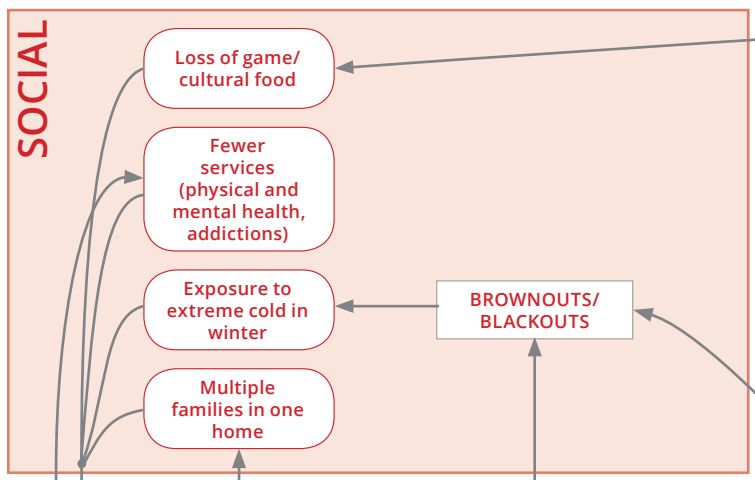 SOCIAL
Loss of game/
cultural food
Fewer
services
(physical and
mental health,
addictions)
Exposure to
extreme cold in
winter
BROWNOUTS/
BLACKOUTS
Multiple
families in one
home